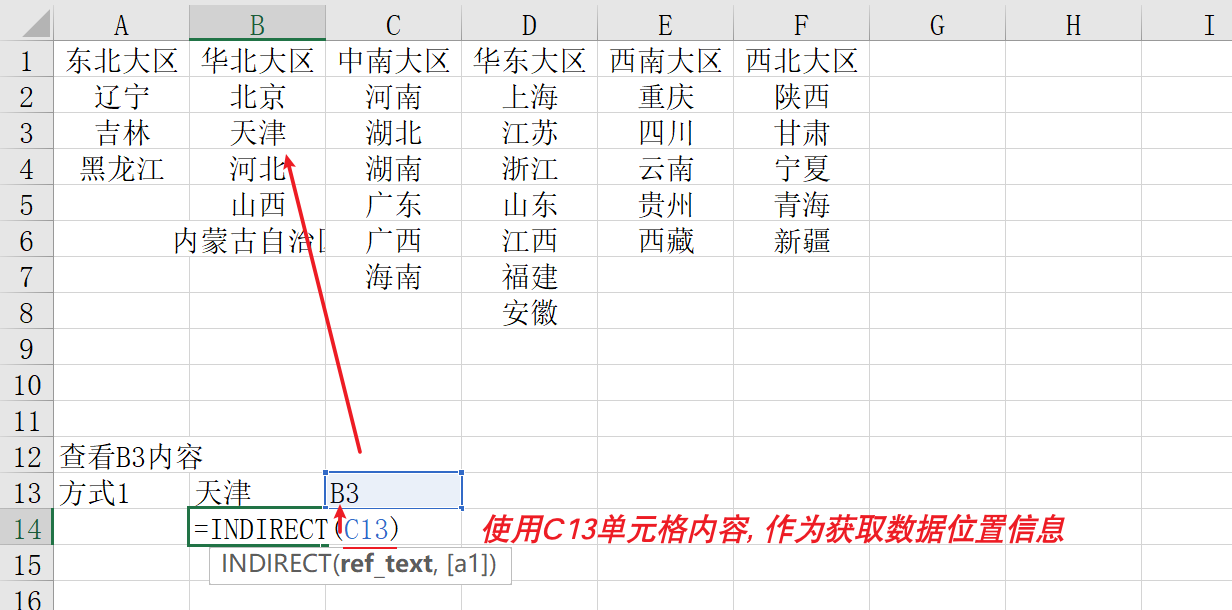 A B C D E F G H I
1 东北大区 华北大区 中南大区 华东大区 西南大区 西北大区
2 辽宁 北京 河南 上海 重庆 陕西
3 吉林 天津 湖北 江苏 四川 甘肃
4 黑龙江 河北 湖南 浙江 云南 宁夏
5 山西 广东 山东 贵州 青海
6 内蒙古自治 广西 江西 西藏 新疆
7 海南 福建
8 安徽
9
10
11
12 查看B3内容
13 方式1 天津 B3
14 =INDIRECT(C13) 使用C13单元格内容, 作为获取数据位置信息
15 INDIRECT(ref_text, [a1])
16